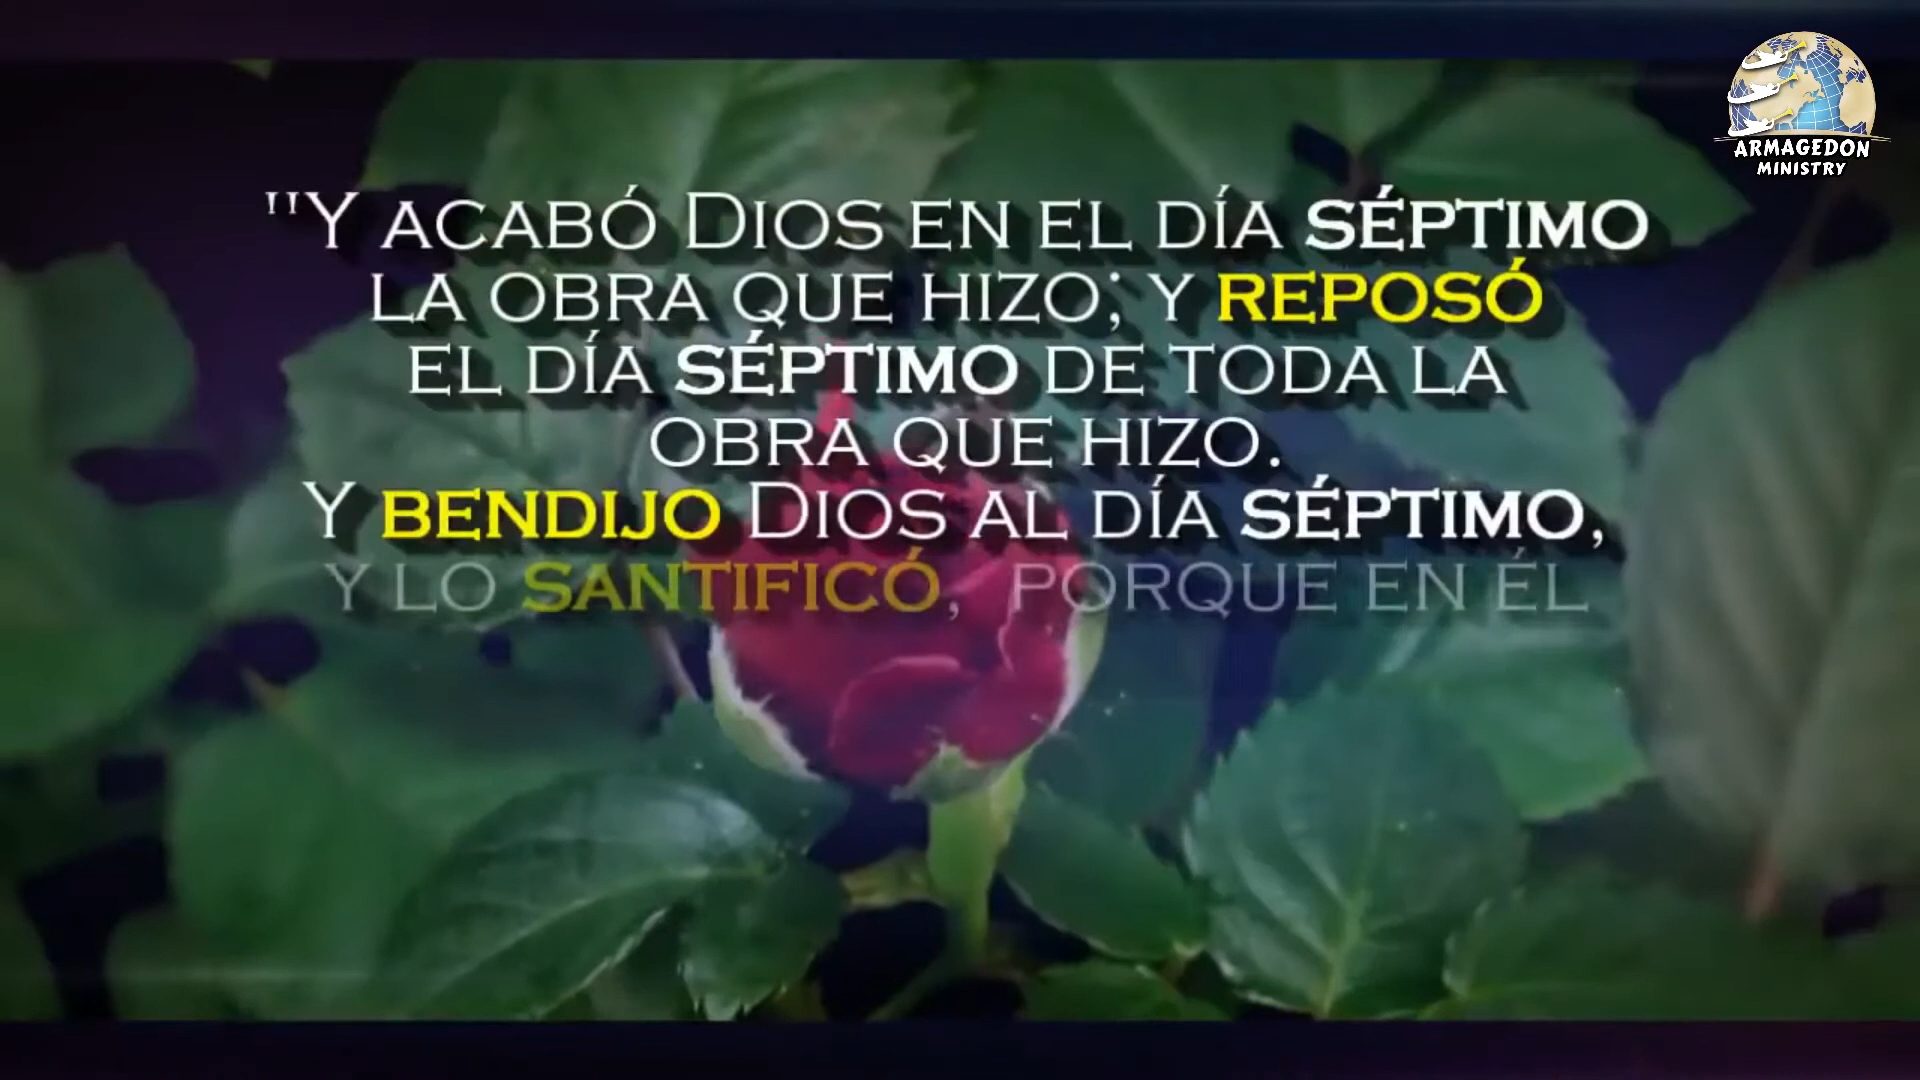 "Y ACABÓ DIOS EN EL DÍA SÉPTIMO
LA OBRA QUE HIZO; Y REPOSÓ
EL DÍA SÉPTIMO DE TODA LA
OBRA QUE HIZO.
Y BENDIJO DIOS AL DÍA SÉPTIMO,
Y LO SANTIFICÓ, PORQUE EN ÉL
ARMAGEDON
MINISTRY